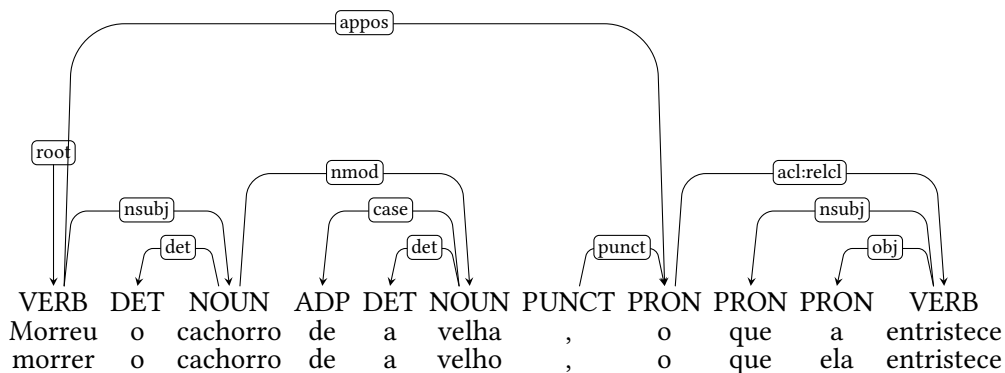 appos
root
nmod acl:relcl
nsubj case nsubj
det det punct obj
VERB DET NOUN ADP DET NOUN PUNCT PRON PRON PRON VERB
Morreu o cachorro de a velha , o que a entristece
morrer o cachorro de a velho , o que ela entristece